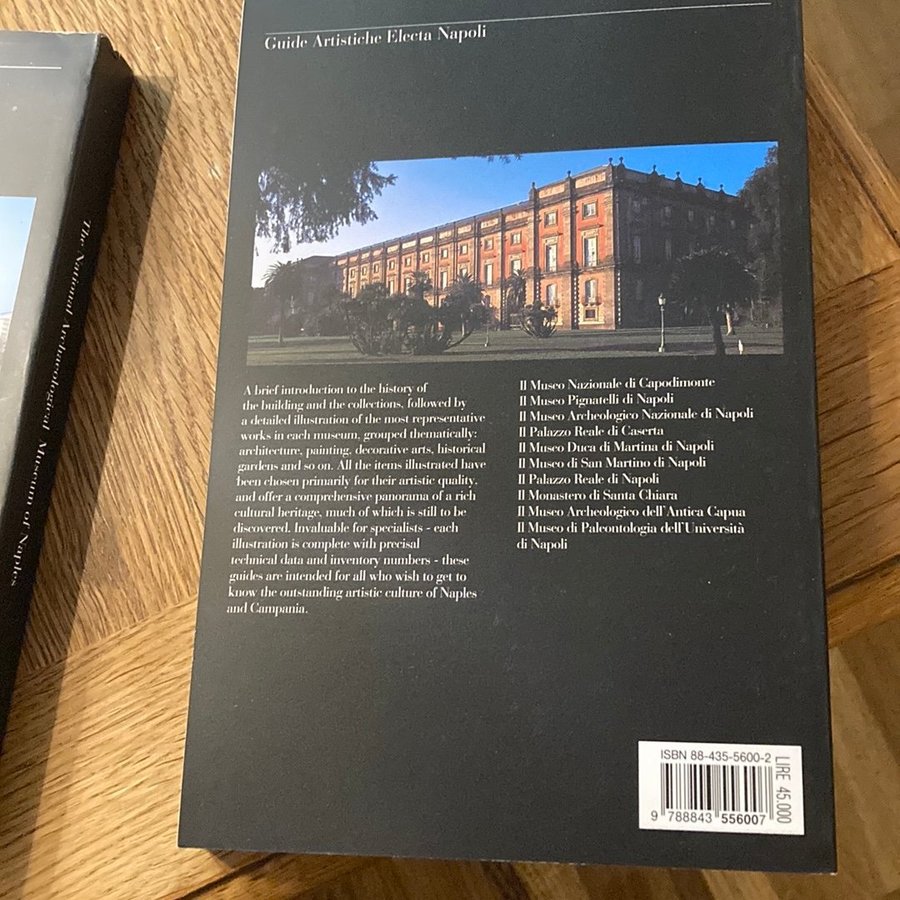 The National Archaeological Museum of Naples
Guide Artistiche Electa Napoli
A brief introduction to the history of
the building and the collections, followed by
a detailed illustration of the most representative
works in each museum, grouped thematically:
architecture, painting, decorative arts, historical
gardens and so on. All the items illustrated have
been chosen primarily for their artistic quality,
and offer a comprehensive panorama of a rich
cultural heritage, much of which is still to be
discovered. Invaluable for specialists - each
illustration is complete with precisal
technical data and inventory numbers - these
guides are intended for all who wish to get to
know the outstanding artistic culture of Naples
and Campania.
Il Museo Nazionale di Capodimonte
Il Museo Pignatelli di Napoli
Il Museo Archeologico Nazionale di Napoli
Il Palazzo Reale di Caserta
Il Museo Duca di Martina di Napoli
Il Museo di San Martino di Napoli
Il Palazzo Reale di Napoli
Il Monastero di Santa Chiara
Il Museo Archeologico dell'Antica Capua
Il Museo di Paleontologia dell'Università
di Napoli
ISBN 88-435-5600-2
LIRE 45.000
9 788843 556007